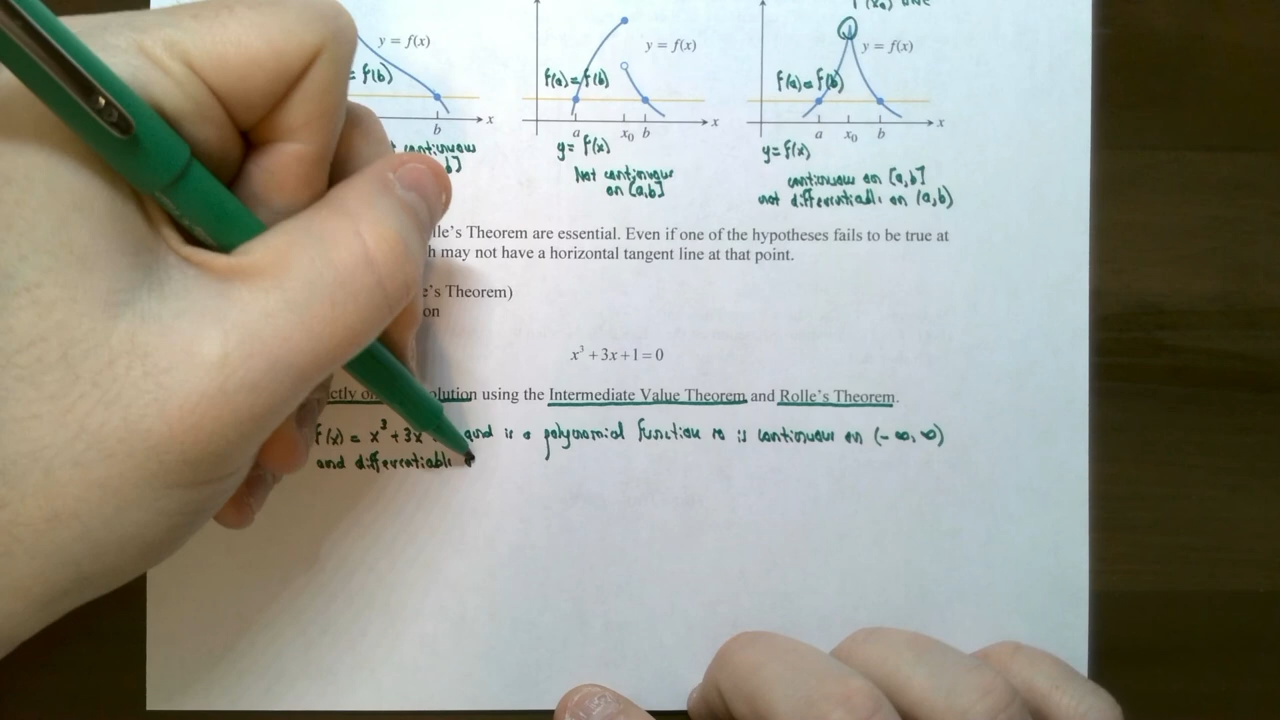 y = f(x)
y = f(x)
y = f(x)
= f(b)
f(a) = f(b)
f(a) = f(b)
b
x
a
x₀
b
x
a
x₀
b
x
continuous
b]
y = f(x)
Not continuous
on [a,b]
y = f(x)
continuous on [a,b]
not differentiable on (a,b)
lle's Theorem are essential. Even if one of the hypotheses fails to be true at
h may not have a horizontal tangent line at that point.
e's Theorem)
on
x³ + 3x + 1 = 0
ctly o olution using the Intermediate Value Theorem and Rolle's Theorem.
f(x) = x³ + 3x and is a polynomial function so is continuous on (-∞, ∞)
and differentiable